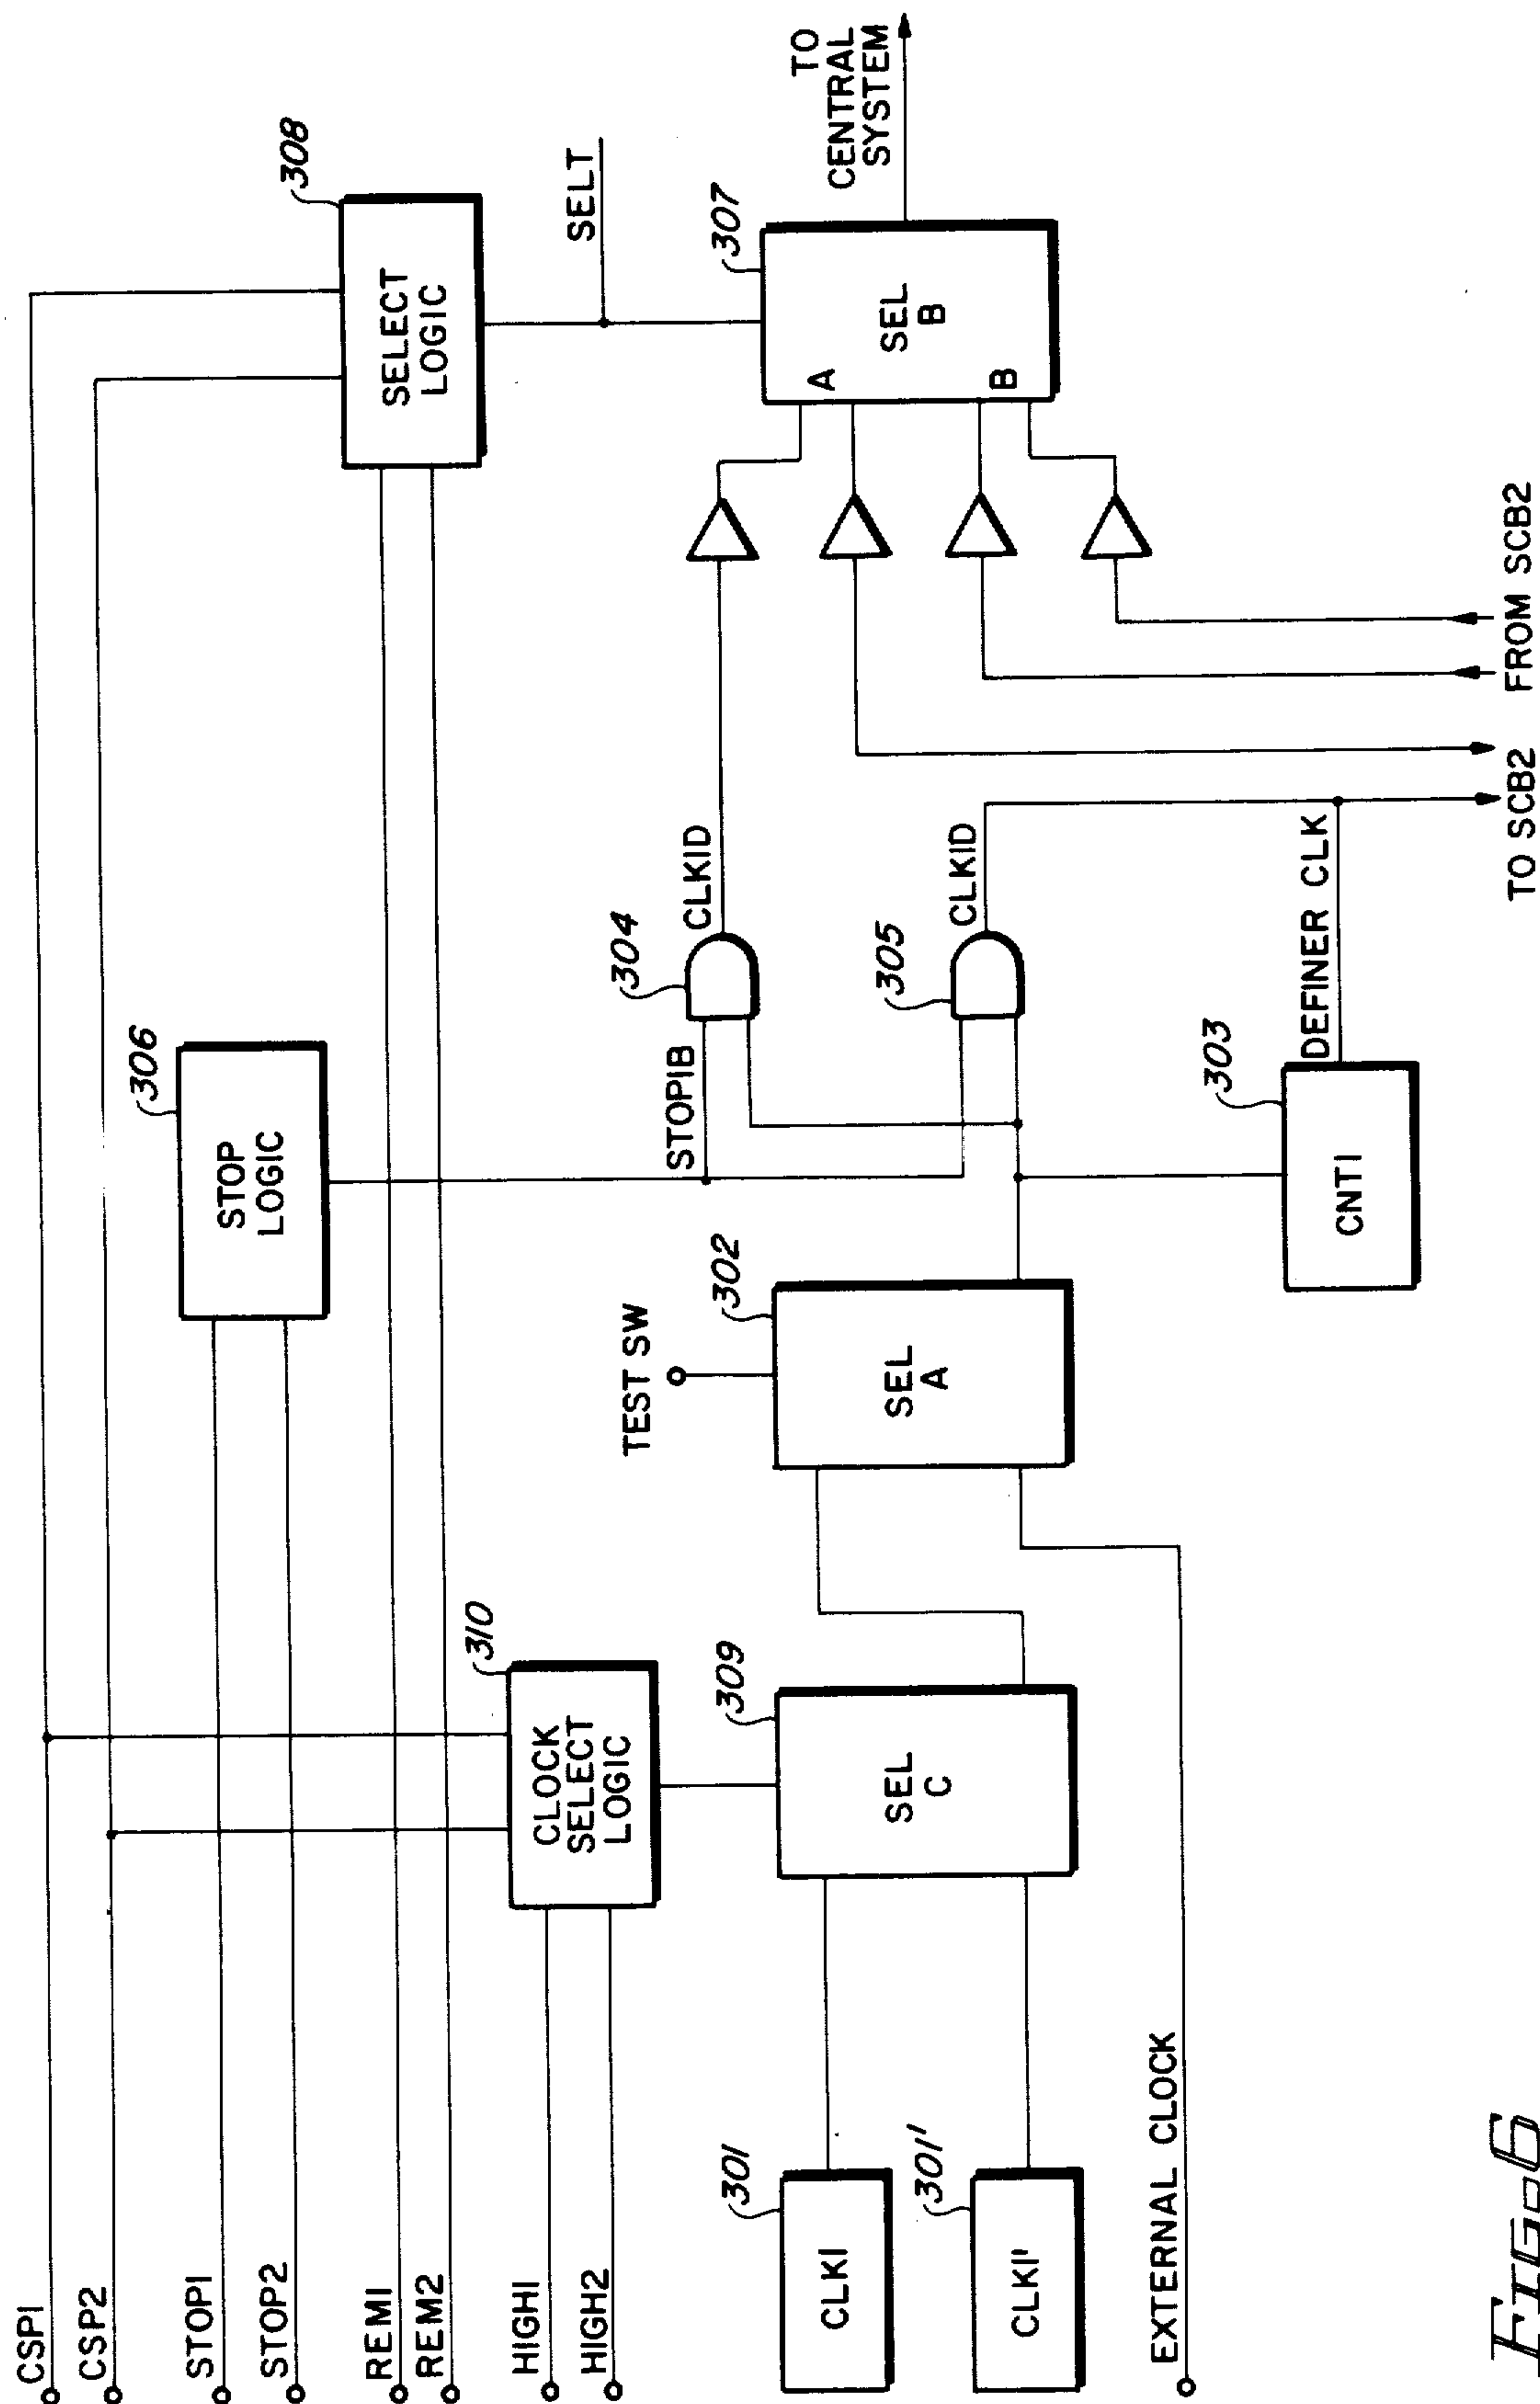 CSP1
CSP2
STOP1
STOP2
REM1
REM2
HIGH1
HIGH2
306
STOP
LOGIC
308
SELECT
LOGIC
SELT
310
CLOCK
SELECT
LOGIC
301
CLK1
301'
CLK1'
EXTERNAL CLOCK
309
SEL
C
TEST SW
302
SEL
A
STOP1B
304
CLK1D
305
CLK1D
303
CNT1
DEFINER CLK
307
A
SEL
B
B
TO
CENTRAL
SYSTEM
TO SCB2
FROM SCB2
FIG-6